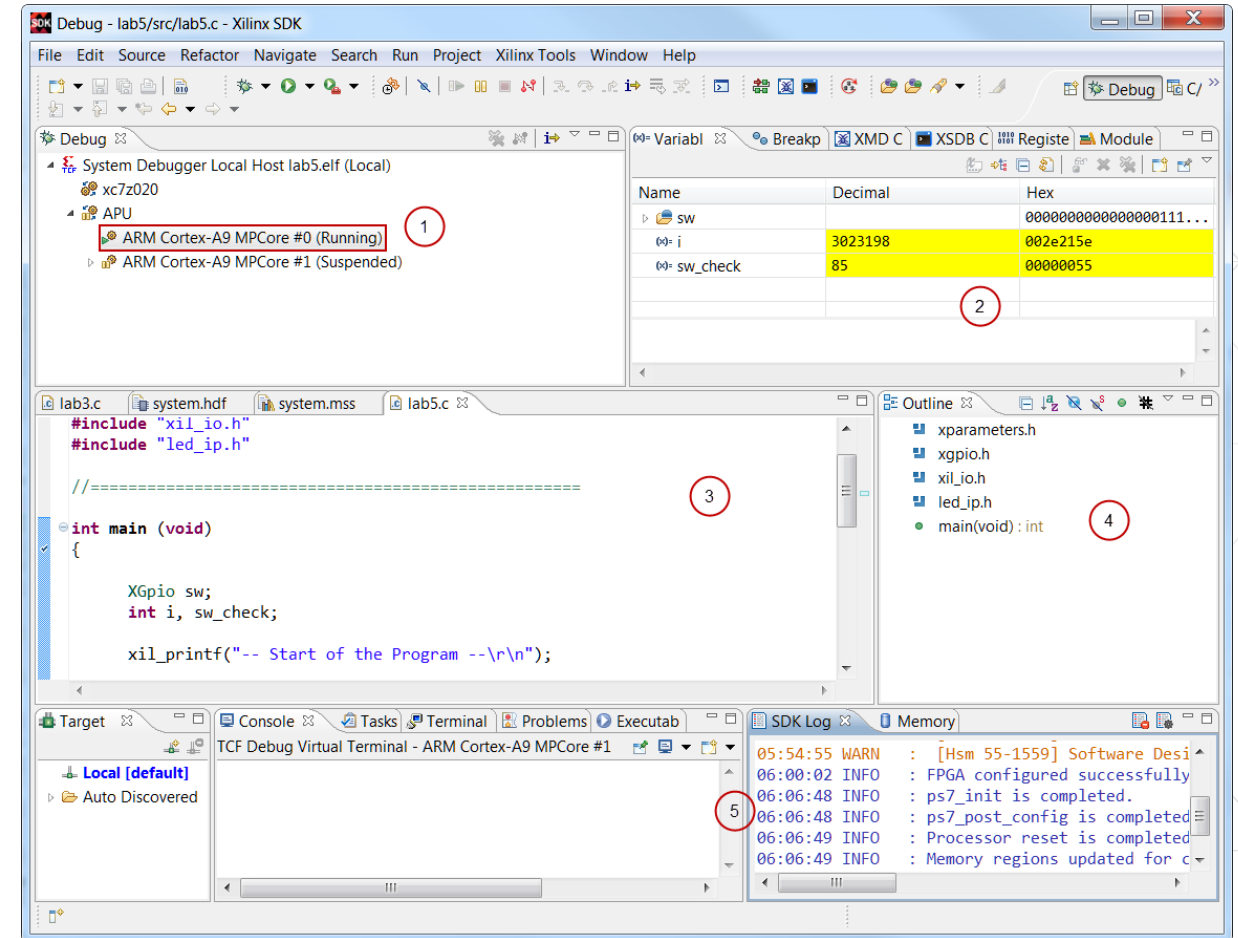 Debug - lab5/src/lab5.c - Xilinx SDK
File Edit Source Refactor Navigate Search Run Project Xilinx Tools Window Help
Debug C/ »
Debug
System Debugger Local Host lab5.elf (Local)
xc7z020
APU
ARM Cortex-A9 MPCore #0 (Running)
ARM Cortex-A9 MPCore #1 (Suspended)
1
(x)= Variabl Breakp XMD C XSDB C Registe Module
Name Decimal Hex
sw 0000000000000000111...
(x)= i 3023198 002e215e
(x)= sw_check 85 00000055
2
lab3.c system.hdf system.mss lab5.c
#include "xil_io.h"
#include "led_ip.h"
//====================================================
int main (void)
{
XGpio sw;
int i, sw_check;
xil_printf("-- Start of the Program --\r\n");
3
Outline
xparameters.h
xgpio.h
xil_io.h
led_ip.h
main(void) : int
4
Target
Local [default]
Auto Discovered
Console Tasks Terminal Problems Executab
TCF Debug Virtual Terminal - ARM Cortex-A9 MPCore #1
5
SDK Log Memory
05:54:55 WARN : [Hsm 55-1559] Software Desi
06:00:02 INFO : FPGA configured successfully
06:06:48 INFO : ps7_init is completed.
06:06:48 INFO : ps7_post_config is completed
06:06:49 INFO : Processor reset is completed
06:06:49 INFO : Memory regions updated for c